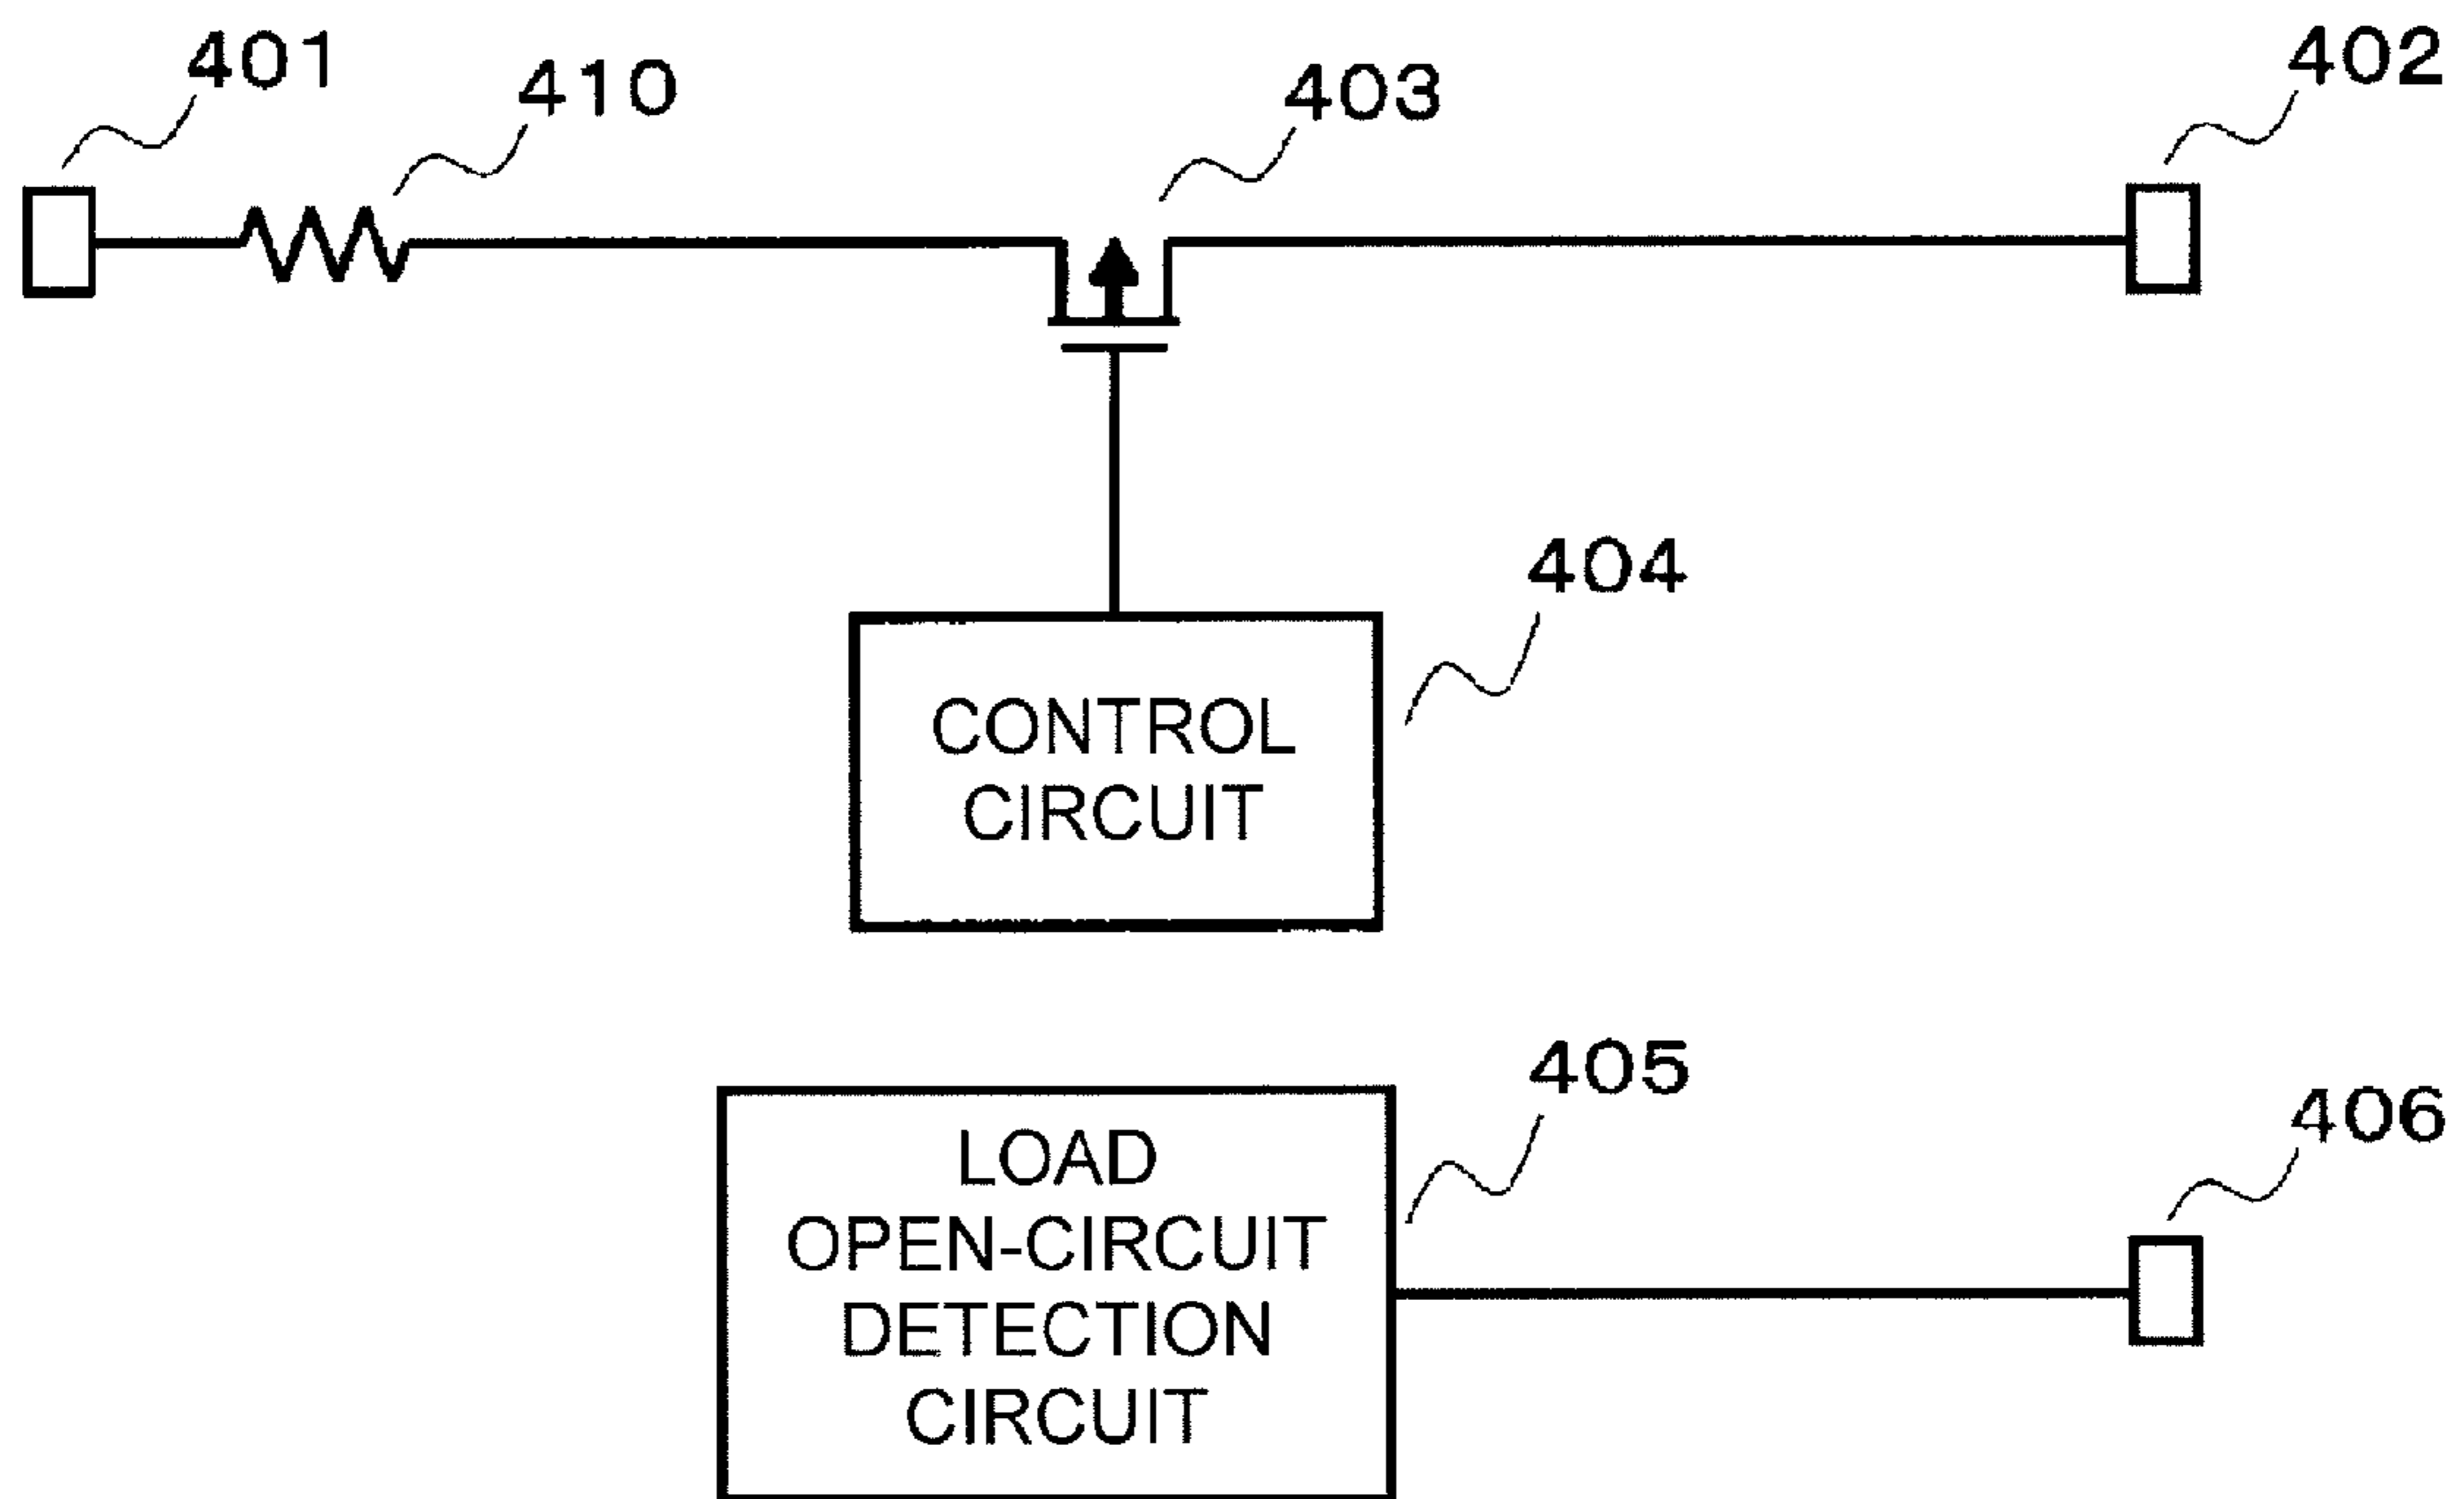 401
410
403
402
404
CONTROL
CIRCUIT
405
LOAD
OPEN-CIRCUIT
DETECTION
CIRCUIT
406